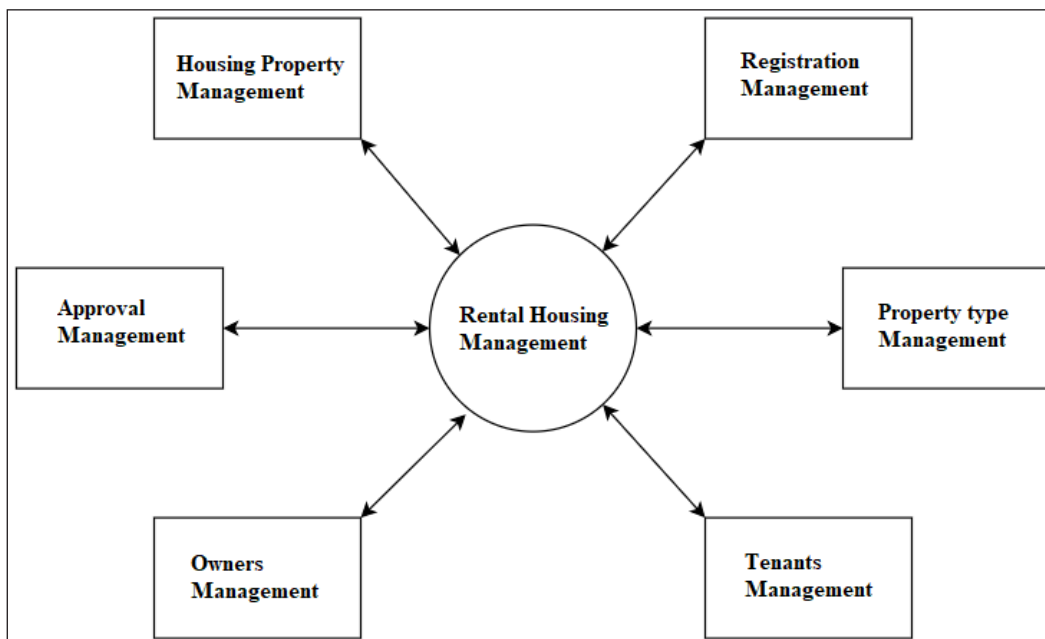 Housing Property
Management
Registration
Management
Approval
Management
Rental Housing
Management
Property type
Management
Owners
Management
Tenants
Management